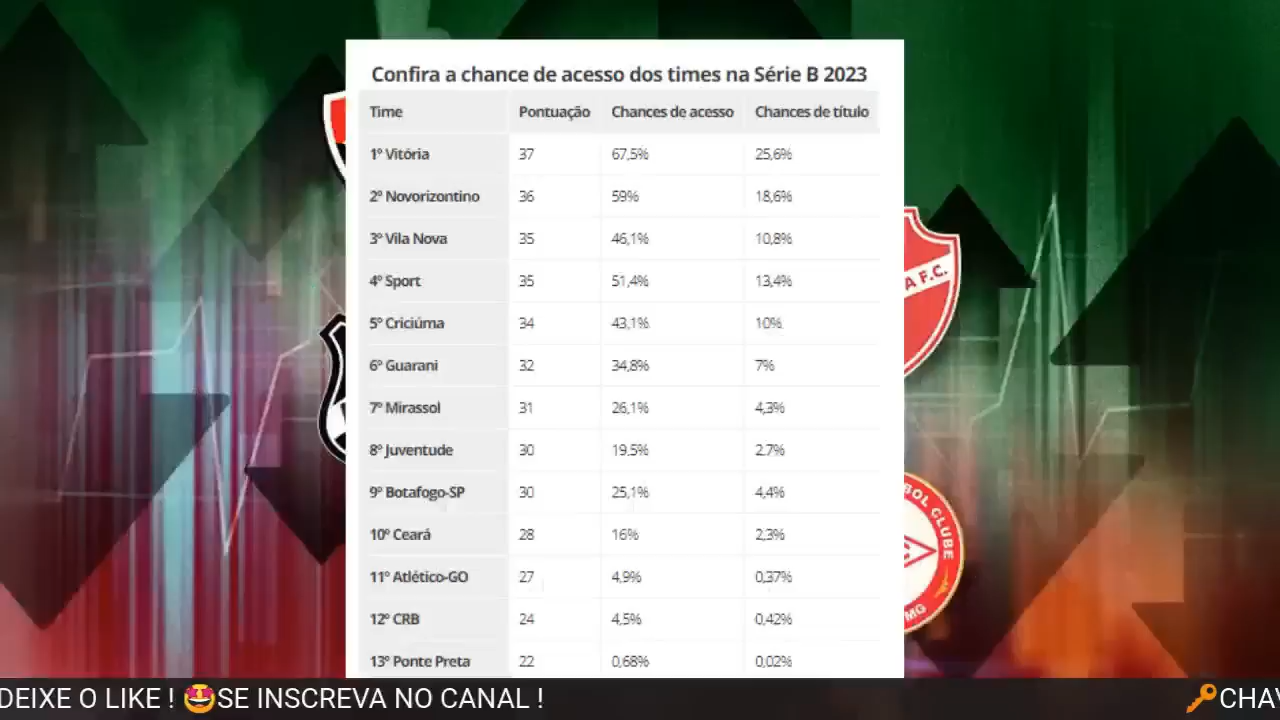 Confira a chance de acesso dos times na Série B 2023
Time Pontuação Chances de acesso Chances de título
1º Vitória 37 67,5% 25,6%
2º Novorizontino 36 59% 18,6%
3º Vila Nova 35 46,1% 10,8%
4º Sport 35 51,4% 13,4%
5º Criciúma 34 43,1% 10%
6º Guarani 32 34,8% 7%
7º Mirassol 31 26,1% 4,3%
8º Juventude 30 19,5% 2,7%
9º Botafogo-SP 30 25,1% 4,4%
10º Ceará 28 16% 2,3%
11º Atlético-GO 27 4,9% 0,37%
12º CRB 24 4,5% 0,42%
13º Ponte Preta 22 0,68% 0,02%
A F.C.
BOL CLUBE
MG
DEIXE O LIKE ! 🤩SE INSCREVA NO CANAL ! 🔑CHAV